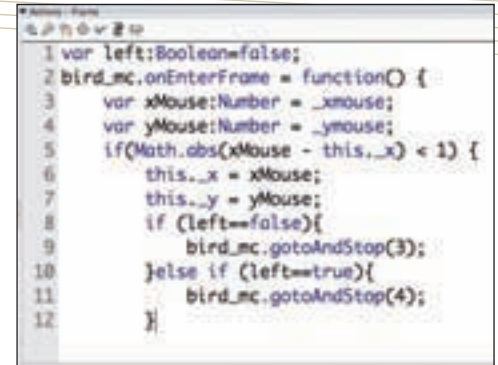 Actions - Frame
1 var left:Boolean=false;
2 bird_mc.onEnterFrame = function() {
3 var xMouse:Number = _xmouse;
4 var yMouse:Number = _ymouse;
5 if(Math.abs(xMouse - this._x) < 1) {
6 this._x = xMouse;
7 this._y = yMouse;
8 if (left==false){
9 bird_mc.gotoAndStop(3);
10 }else if (left==true){
11 bird_mc.gotoAndStop(4);
12 }